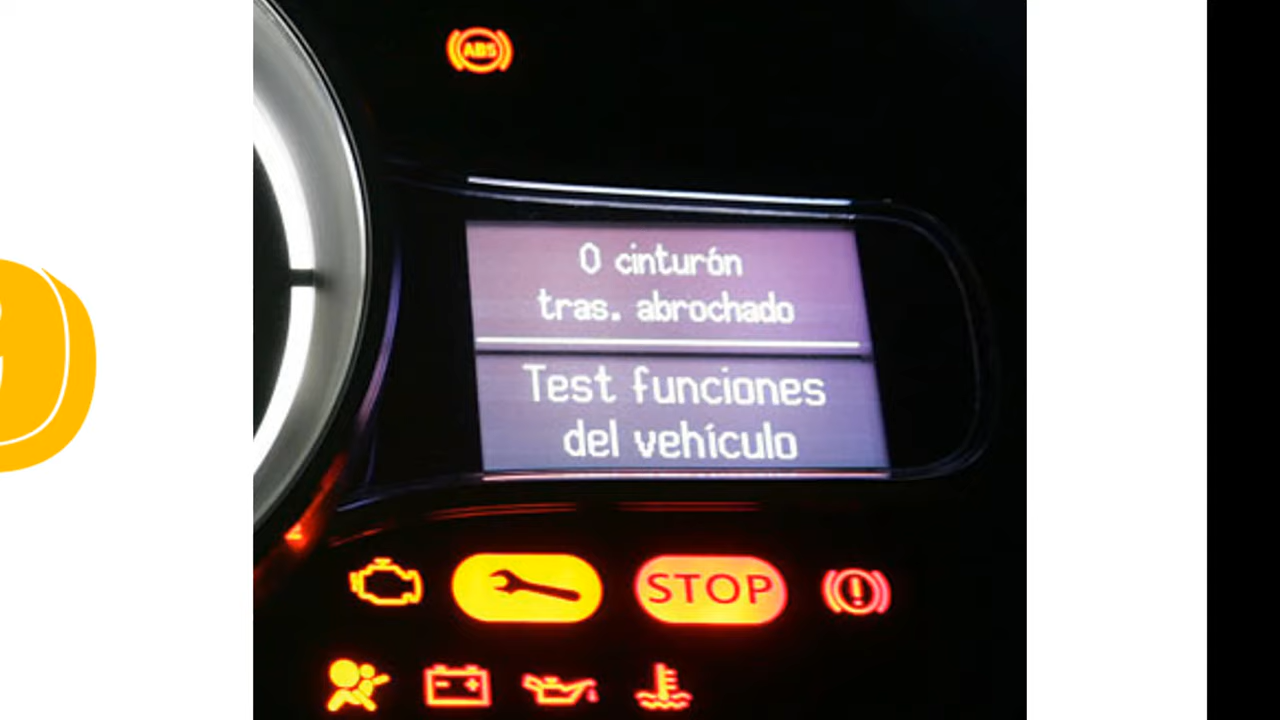 ABS
0 cinturón
tras. abrochado
Test funciones
del vehículo
STOP